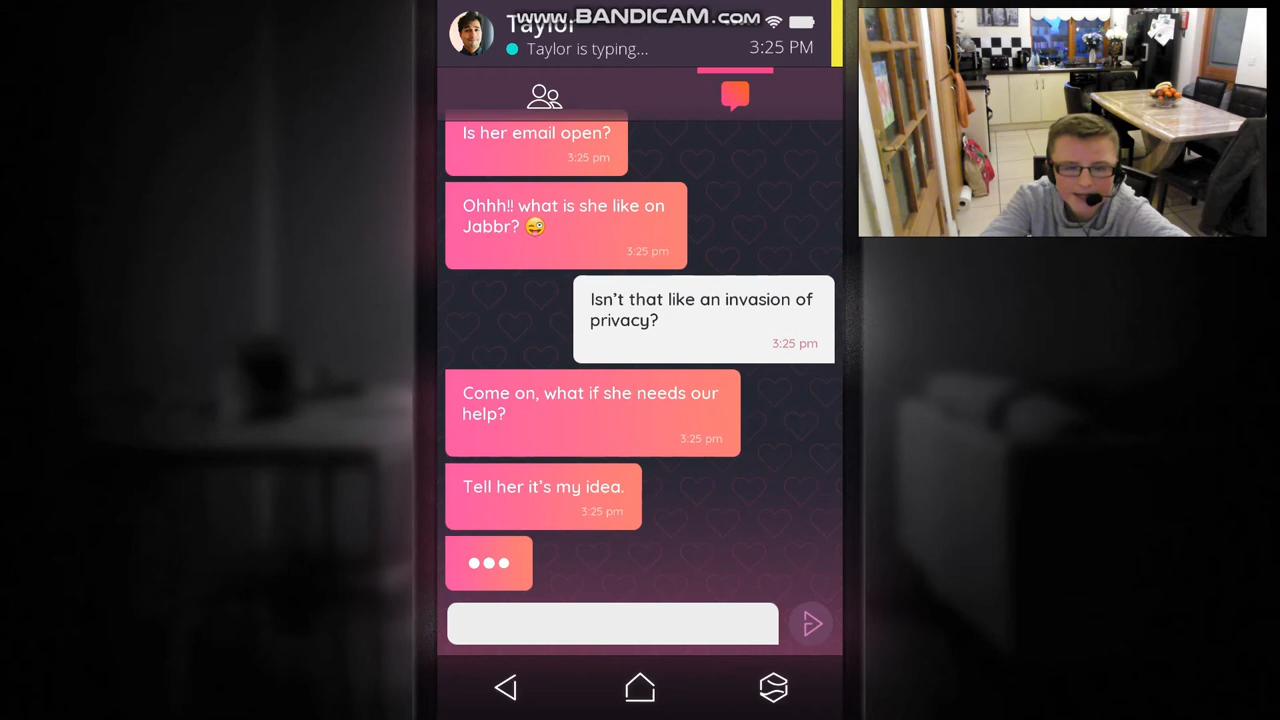 www.BANDICAM.com
Taylor
Taylor is typing...
3:25 PM
Is her email open?
3:25 pm
Ohhh!! what is she like on
Jabbr? 😜
3:25 pm
Isn't that like an invasion of
privacy?
3:25 pm
Come on, what if she needs our
help?
3:25 pm
Tell her it's my idea.
3:25 pm